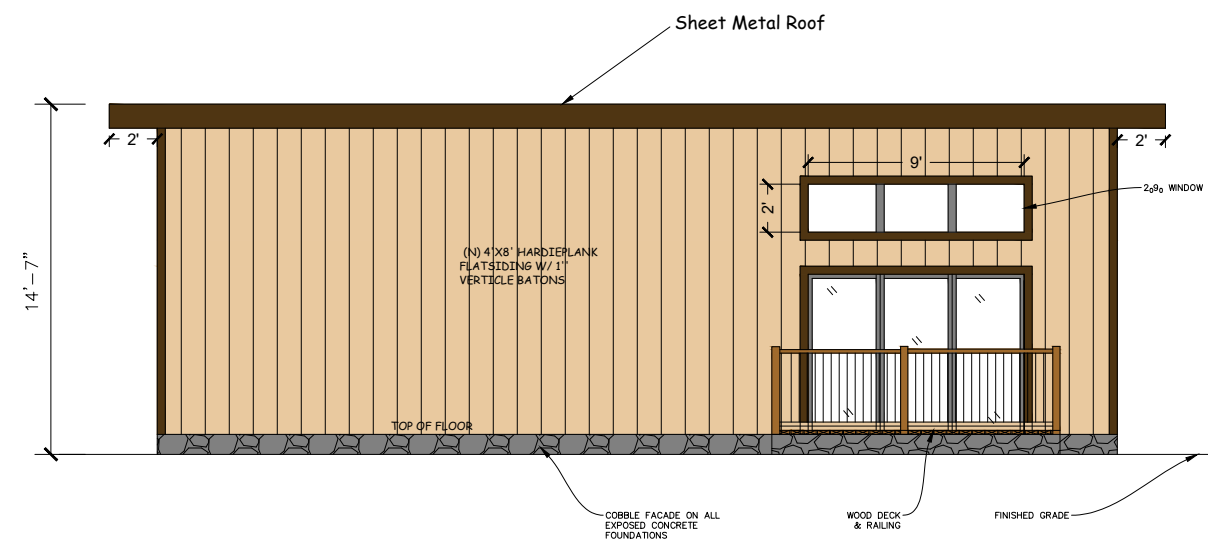 Sheet Metal Roof
2'
2'
9'
2'
2₀9₀ WINDOW
(N) 4'X8' HARDIEPLANK
FLATSIDING W/ 1''
VERTICLE BATONS
14'-7"
TOP OF FLOOR
COBBLE FACADE ON ALL
EXPOSED CONCRETE
FOUNDATIONS
WOOD DECK
& RAILING
FINISHED GRADE